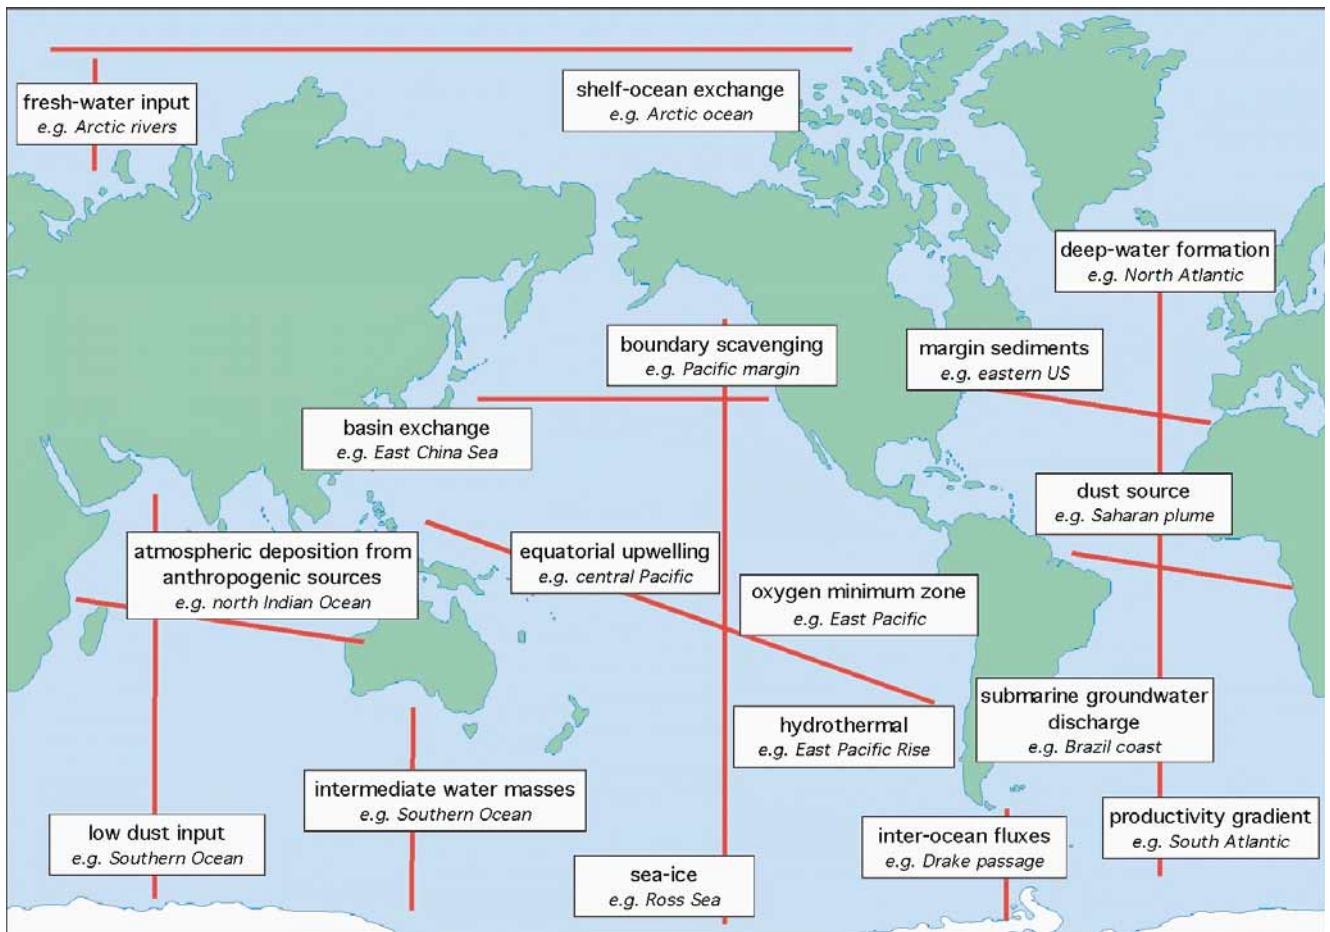 fresh-water input
e.g. Arctic rivers
shelf-ocean exchange
e.g. Arctic ocean
deep-water formation
e.g. North Atlantic
boundary scavenging
e.g. Pacific margin
margin sediments
e.g. eastern US
basin exchange
e.g. East China Sea
dust source
e.g. Saharan plume
atmospheric deposition from
anthropogenic sources
e.g. north Indian Ocean
equatorial upwelling
e.g. central Pacific
oxygen minimum zone
e.g. East Pacific
submarine groundwater
discharge
e.g. Brazil coast
hydrothermal
e.g. East Pacific Rise
intermediate water masses
e.g. Southern Ocean
low dust input
e.g. Southern Ocean
productivity gradient
e.g. South Atlantic
inter-ocean fluxes
e.g. Drake passage
sea-ice
e.g. Ross Sea